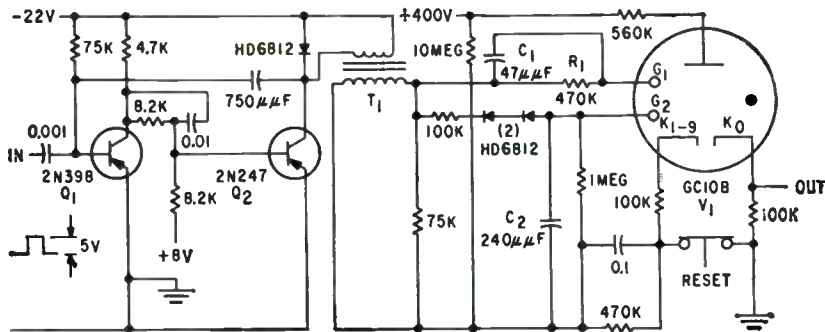 -22V
+400V
75K
4.7K
HD6812
10MEG
C1
47μμF
R1
470K
560K
G1
G2
K1-9
K0
750μμF
T1
8.2K
0.01
0.001
IN
2N398
Q1
8.2K
2N247
Q2
+8V
5V
100K
(2)
HD6812
75K
C2
240μμF
1MEG
0.1
100K
GC10B
V1
OUT
100K
RESET
470K